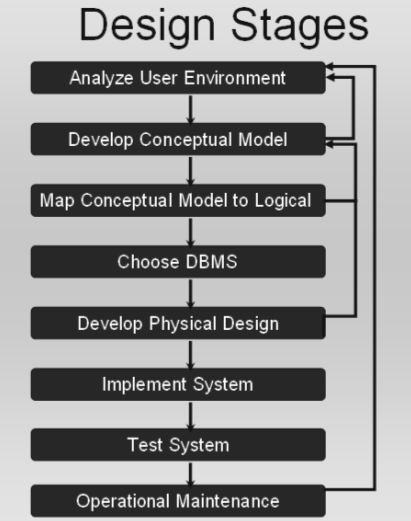 Design Stages
Analyze User Environment
Develop Conceptual Model
Map Conceptual Model to Logical
Choose DBMS
Develop Physical Design
Implement System
Test System
Operational Maintenance